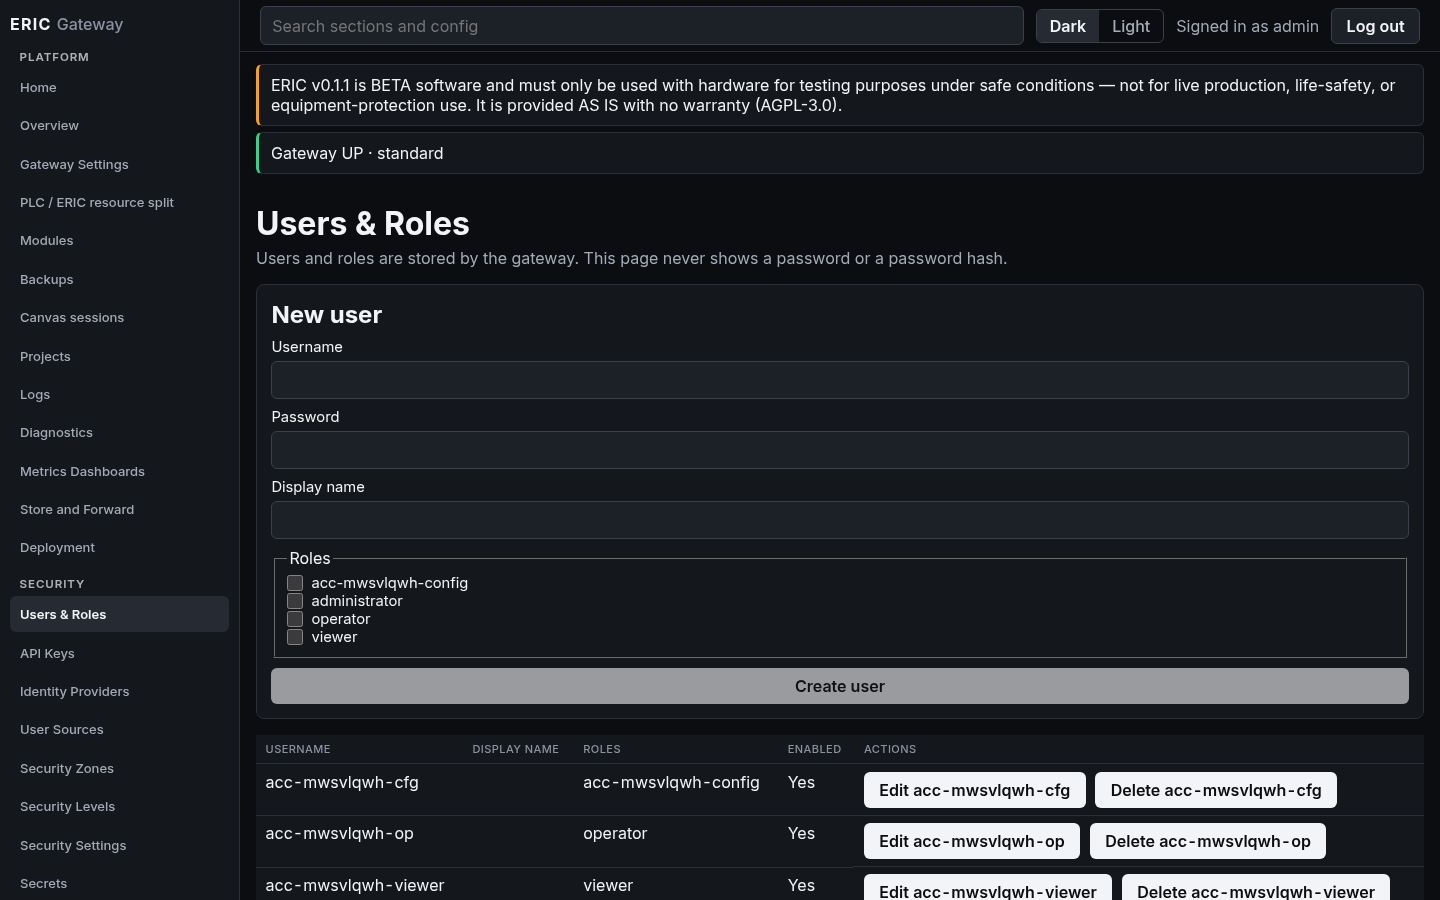 ERIC Gateway
PLATFORM
Home
Overview
Gateway Settings
PLC / ERIC resource split
Modules
Backups
Canvas sessions
Projects
Logs
Diagnostics
Metrics Dashboards
Store and Forward
Deployment
SECURITY
Users & Roles
API Keys
Identity Providers
User Sources
Security Zones
Security Levels
Security Settings
Secrets
Search sections and config
Dark Light Signed in as admin Log out
ERIC v0.1.1 is BETA software and must only be used with hardware for testing purposes under safe conditions — not for live production, life-safety, or
equipment-protection use. It is provided AS IS with no warranty (AGPL-3.0).
Gateway UP · standard
Users & Roles
Users and roles are stored by the gateway. This page never shows a password or a password hash.
New user
Username
Password
Display name
Roles
acc-mwsvlqwh-config
administrator
operator
viewer
Create user
USERNAME DISPLAY NAME ROLES ENABLED ACTIONS
acc-mwsvlqwh-cfg acc-mwsvlqwh-config Yes Edit acc-mwsvlqwh-cfg Delete acc-mwsvlqwh-cfg
acc-mwsvlqwh-op operator Yes Edit acc-mwsvlqwh-op Delete acc-mwsvlqwh-op
acc-mwsvlqwh-viewer viewer Yes Edit acc-mwsvlqwh-viewer Delete acc-mwsvlqwh-viewer